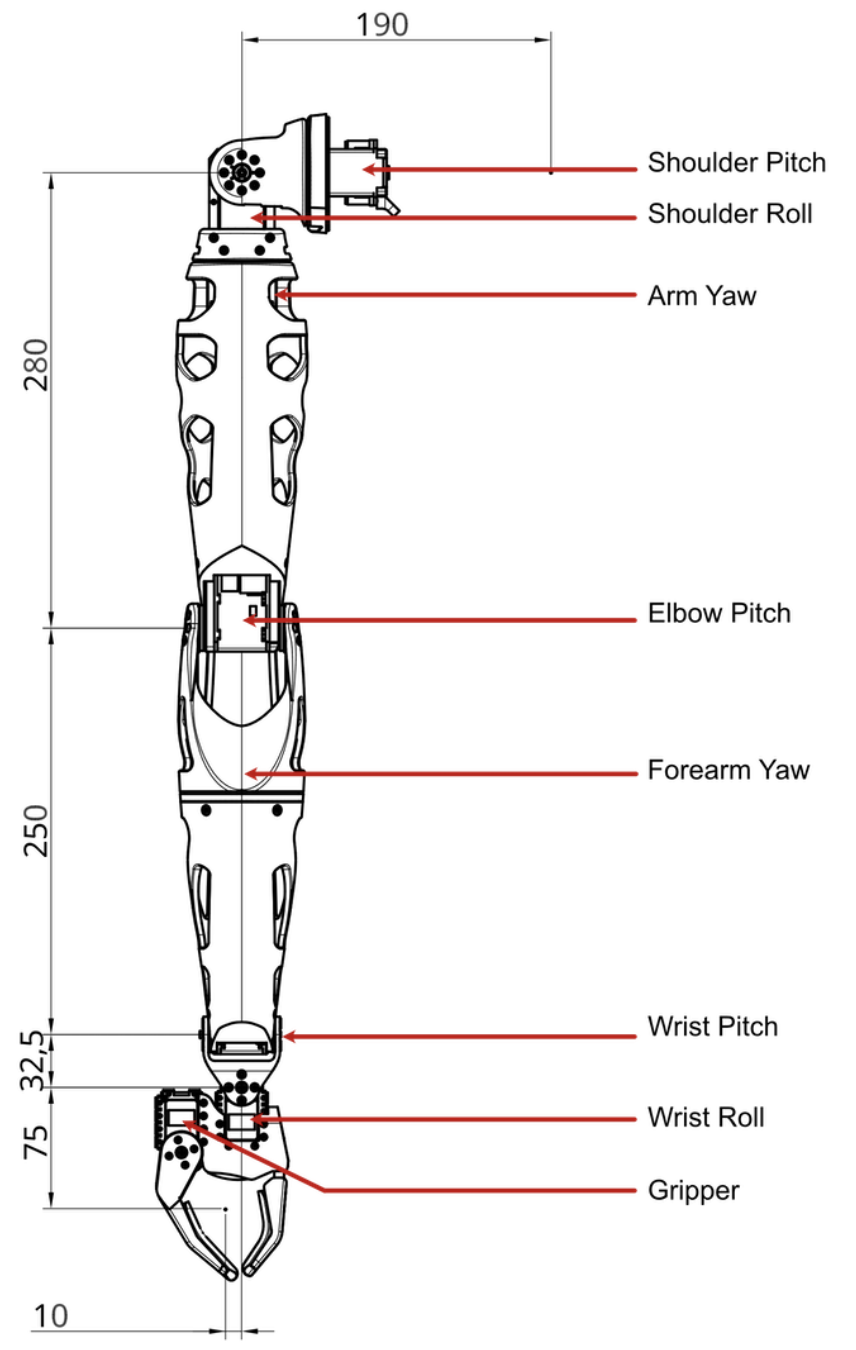 190
Shoulder Pitch
Shoulder Roll
Arm Yaw
280
Elbow Pitch
Forearm Yaw
250
Wrist Pitch
32,5
Wrist Roll
75
Gripper
10